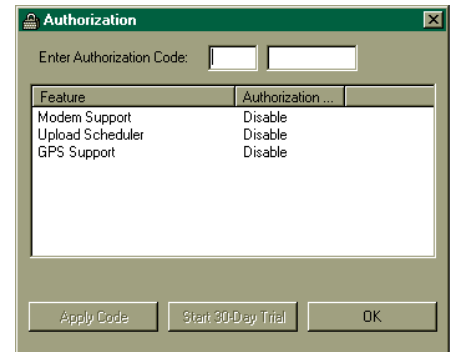 Authorization
Enter Authorization Code:
Feature Authorization ...
Modem Support Disable
Upload Scheduler Disable
GPS Support Disable
Apply Code Start 30-Day Trial OK